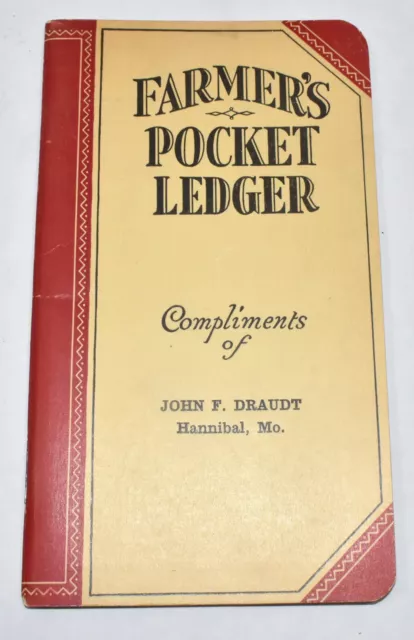 FARMER'S
POCKET
LEDGER
Compliments
of
JOHN F. DRAUDT
Hannibal, Mo.